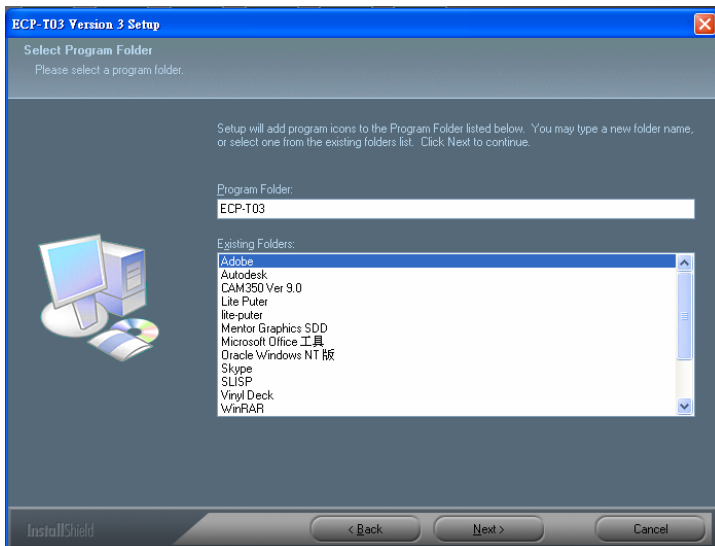 ECP-T03 Version 3 Setup
Select Program Folder
Please select a program folder.
Setup will add program icons to the Program Folder listed below. You may type a new folder name,
or select one from the existing folders list. Click Next to continue.
Program Folder:
ECP-T03
Existing Folders:
Adobe
Autodesk
CAM350 Ver 9.0
Lite Puter
lite-puter
Mentor Graphics SDD
Microsoft Office 工具
Oracle Windows NT 版
Skype
SLISP
Vinyl Deck
WinRAR
InstallShield
< Back
Next >
Cancel